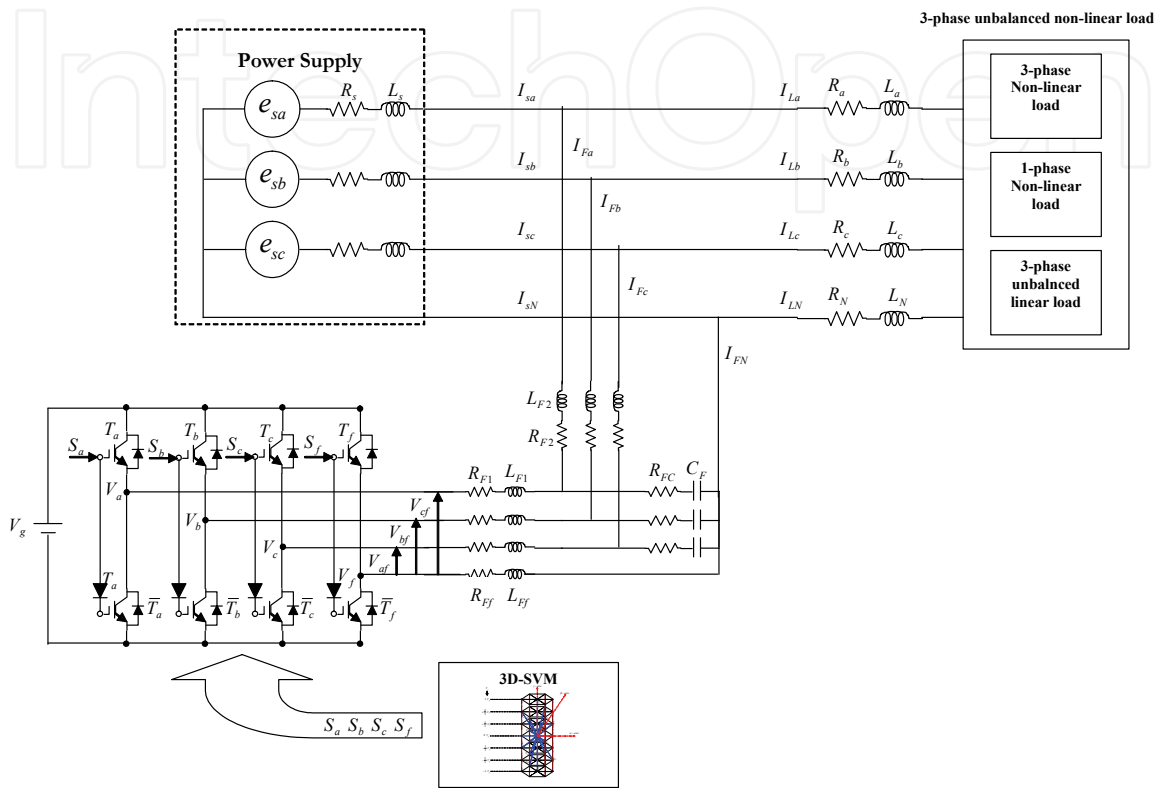 IntechOpen
3-phase unbalanced non-linear load
Power Supply
R_s L_s
e_sa
I_sa
I_La
R_a L_a
3-phase
Non-linear
load
I_Fa
e_sb
I_sb
I_Lb
R_b L_b
1-phase
Non-linear
load
I_Fb
e_sc
I_sc
I_Lc
R_c L_c
3-phase
unbalnced
linear load
I_Fc
I_sN
I_LN
R_N L_N
I_FN
L_F2
R_F2
T_a T_b T_c T_f
S_a S_b S_c S_f
R_F1 L_F1
R_FC C_F
V_a
V_g
V_b
V_c
V_f
V_cf
V_bf
V_af
T_a
T̅_a T̅_b T̅_c T̅_f
R_Ff L_Ff
3D-SVM
S_a S_b S_c S_f